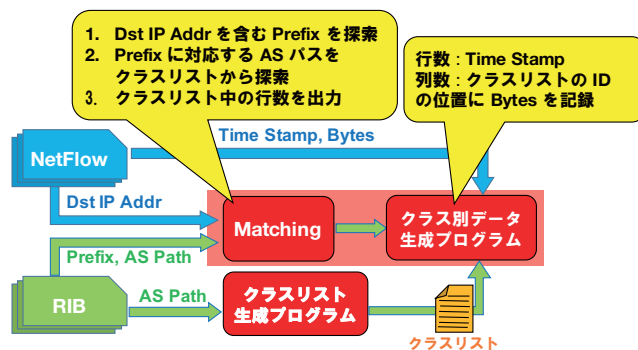 1. Dst IP Addr を含む Prefix を探索
2. Prefix に対応する AS パスを
クラスリストから探索
3. クラスリスト中の行数を出力
行数：Time Stamp
列数：クラスリストの ID
の位置に Bytes を記録
NetFlow
Time Stamp, Bytes
Dst IP Addr
Matching
クラス別データ
生成プログラム
Prefix, AS Path
RIB
AS Path
クラスリスト
生成プログラム
クラスリスト